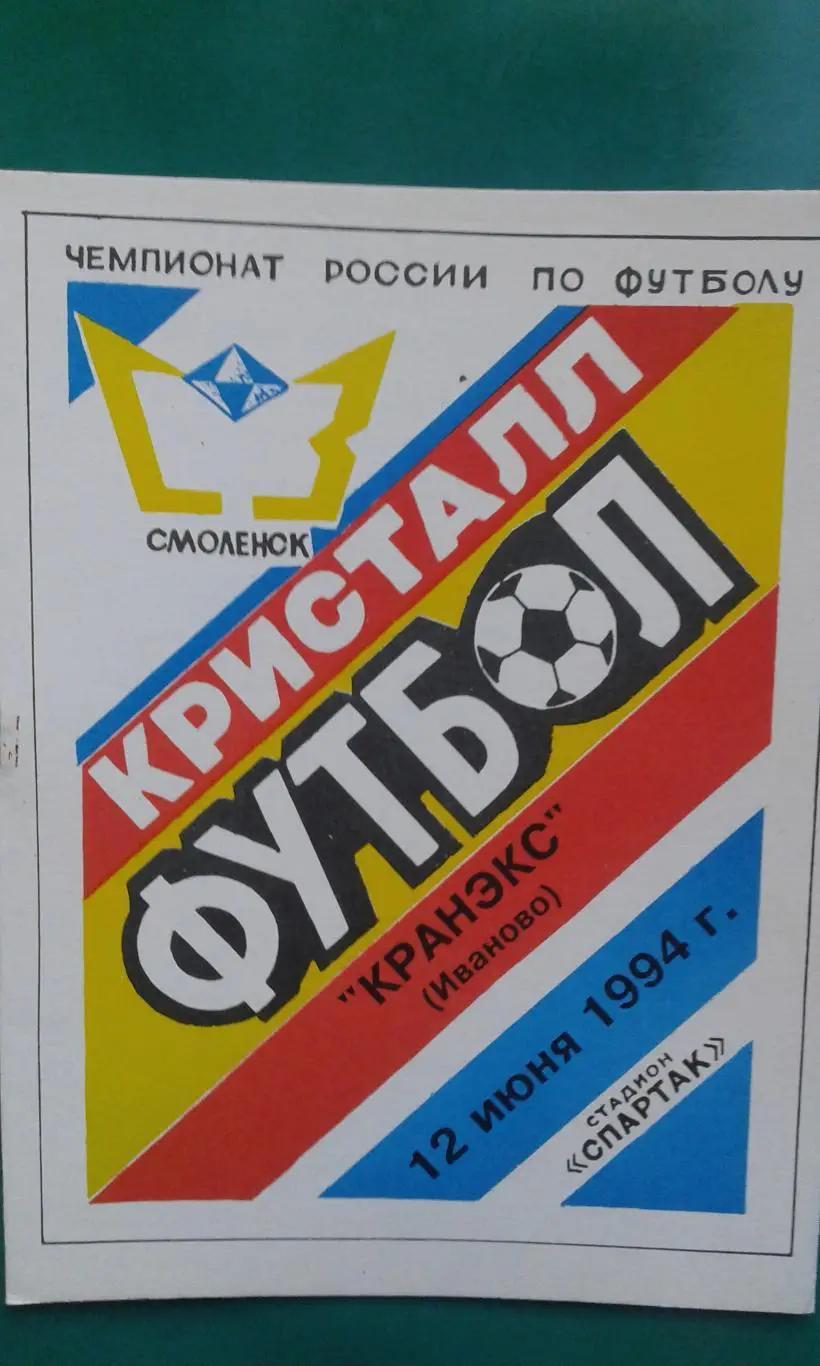 ЧЕМПИОНАТ РОССИИ ПО ФУТБОЛУ
СМОЛЕНСК
КРИСТАЛЛ
ФУТБОЛ
"КРАНЭКС"
(Иваново)
12 ИЮНЯ 1994 г.
СТАДИОН
«СПАРТАК»